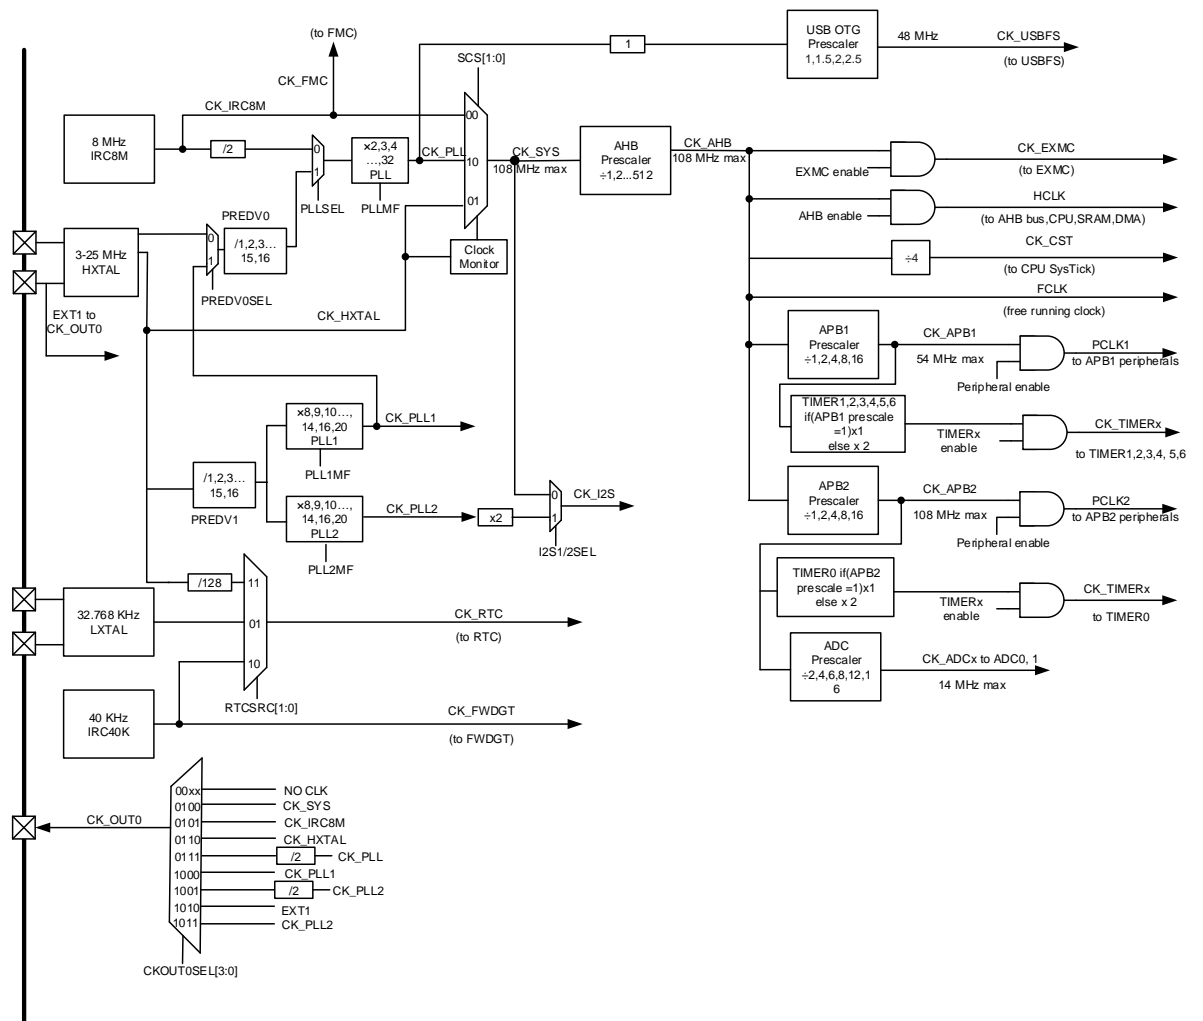 (to FMC)
CK_FMC
SCS[1:0]
1
USB OTG
Prescaler
1,1.5,2,2.5
48 MHz
CK_USBFS
(to USBFS)
CK_IRC8M
00
8 MHz
IRC8M
/2
0
1
PLLSEL
×2,3,4
…,32
PLL
PLLMF
CK_PLL
10
01
CK_SYS
108 MHz max
AHB
Prescaler
÷1,2...512
CK_AHB
108 MHz max
EXMC enable
CK_EXMC
(to EXMC)
AHB enable
HCLK
(to AHB bus,CPU,SRAM,DMA)
PREDV0
0
1
/1,2,3…
15,16
PREDV0SEL
3-25 MHz
HXTAL
Clock
Monitor
÷4
CK_CST
(to CPU SysTick)
FCLK
(free running clock)
EXT1 to
CK_OUT0
CK_HXTAL
APB1
Prescaler
÷1,2,4,8,16
CK_APB1
54 MHz max
Peripheral enable
PCLK1
to APB1 peripherals
TIMER1,2,3,4,5,6
if(APB1 prescale
=1)x1
else x 2
TIMERx
enable
CK_TIMERx
to TIMER1,2,3,4, 5,6
×8,9,10…,
14,16,20
PLL1
PLL1MF
CK_PLL1
/1,2,3…
15,16
PREDV1
×8,9,10…,
14,16,20
PLL2
PLL2MF
CK_PLL2
x2
0
1
CK_I2S
I2S1/2SEL
APB2
Prescaler
÷1,2,4,8,16
CK_APB2
108 MHz max
Peripheral enable
PCLK2
to APB2 peripherals
/128
11
01
10
32.768 KHz
LXTAL
CK_RTC
(to RTC)
TIMER0 if(APB2
prescale =1)x1
else x 2
TIMERx
enable
CK_TIMERx
to TIMER0
ADC
Prescaler
÷2,4,6,8,12,1
6
CK_ADCx to ADC0, 1
14 MHz max
40 KHz
IRC40K
RTCSRC[1:0]
CK_FWDGT
(to FWDGT)
CK_OUT0
00xx NO CLK
0100 CK_SYS
0101 CK_IRC8M
0110 CK_HXTAL
0111 /2 CK_PLL
1000 CK_PLL1
1001 /2 CK_PLL2
1010 EXT1
1011 CK_PLL2
CKOUT0SEL[3:0]